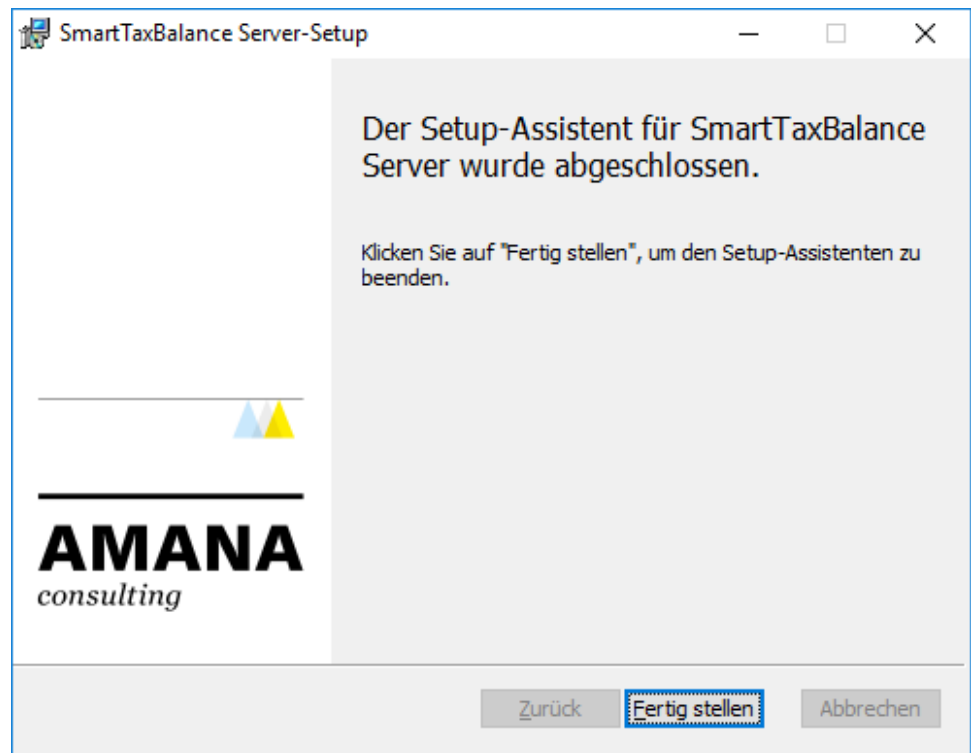 SmartTaxBalance Server-Setup
Der Setup-Assistent für SmartTaxBalance
Server wurde abgeschlossen.
Klicken Sie auf "Fertig stellen", um den Setup-Assistenten zu
beenden.
AMANA
consulting
Zurück Fertig stellen Abbrechen